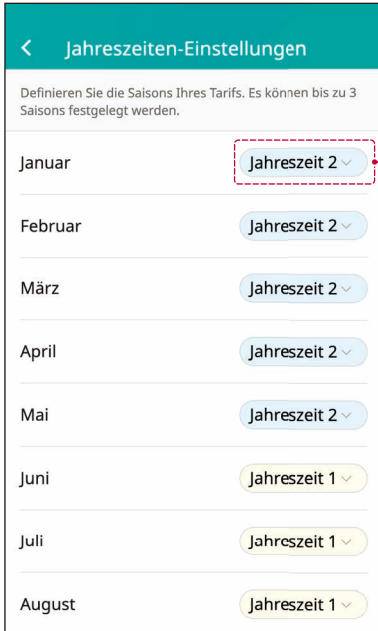 Jahreszeiten-Einstellungen
Definieren Sie die Saisons Ihres Tarifs. Es können bis zu 3
Saisons festgelegt werden.
Januar Jahreszeit 2
Februar Jahreszeit 2
März Jahreszeit 2
April Jahreszeit 2
Mai Jahreszeit 2
Juni Jahreszeit 1
Juli Jahreszeit 1
August Jahreszeit 1